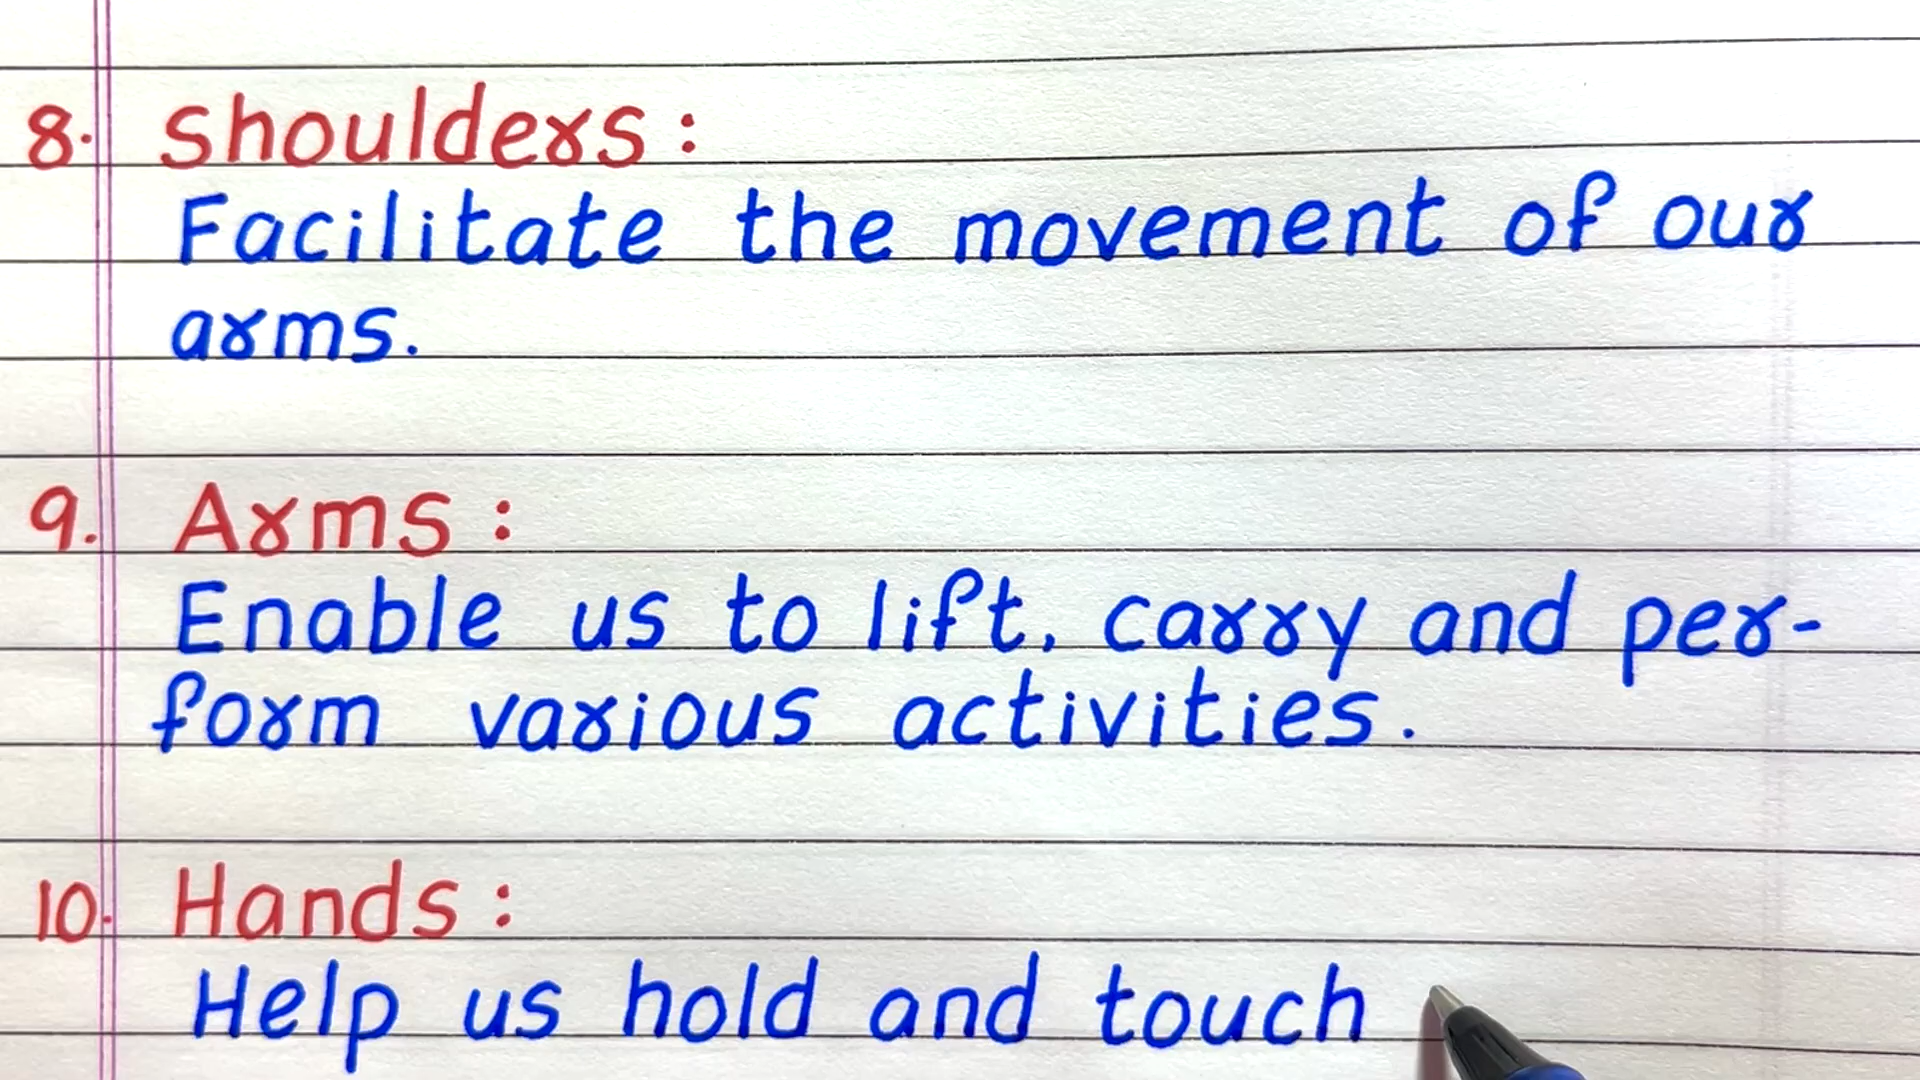 8. Shoulders:
Facilitate the movement of our
arms.
9. Arms:
Enable us to lift, carry and per-
form various activities.
10. Hands:
Help us hold and touch